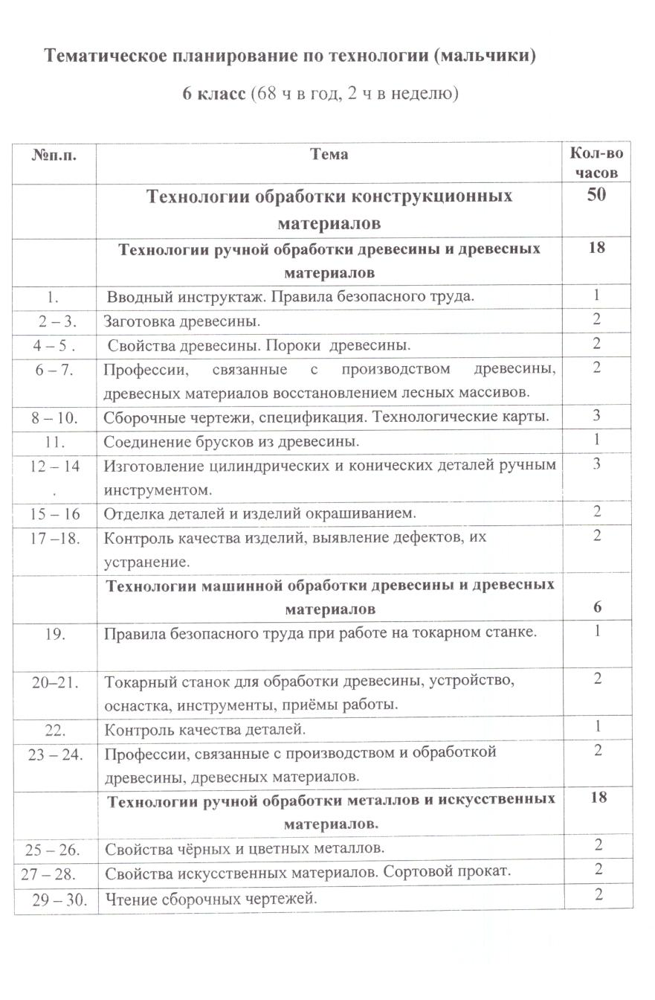 Тематическое планирование по технологии (мальчики)
6 класс (68 ч в год, 2 ч в неделю)
№п.п. Тема Кол-во
часов
Технологии обработки конструкционных 50
материалов
Технологии ручной обработки древесины и древесных 18
материалов
1. Вводный инструктаж. Правила безопасного труда. 1
2 – 3. Заготовка древесины. 2
4 – 5 . Свойства древесины. Пороки древесины. 2
6 – 7. Профессии, связанные с производством древесины, 2
древесных материалов восстановлением лесных массивов.
8 – 10. Сборочные чертежи, спецификация. Технологические карты. 3
11. Соединение брусков из древесины. 1
12 – 14 Изготовление цилиндрических и конических деталей ручным 3
. инструментом.
15 – 16 Отделка деталей и изделий окрашиванием. 2
17 –18. Контроль качества изделий, выявление дефектов, их 2
устранение.
Технологии машинной обработки древесины и древесных
материалов 6
19. Правила безопасного труда при работе на токарном станке. 1
20–21. Токарный станок для обработки древесины, устройство, 2
оснастка, инструменты, приёмы работы.
22. Контроль качества деталей. 1
23 – 24. Профессии, связанные с производством и обработкой 2
древесины, древесных материалов.
Технологии ручной обработки металлов и искусственных 18
материалов.
25 – 26. Свойства чёрных и цветных металлов. 2
27 – 28. Свойства искусственных материалов. Сортовой прокат. 2
29 – 30. Чтение сборочных чертежей. 2